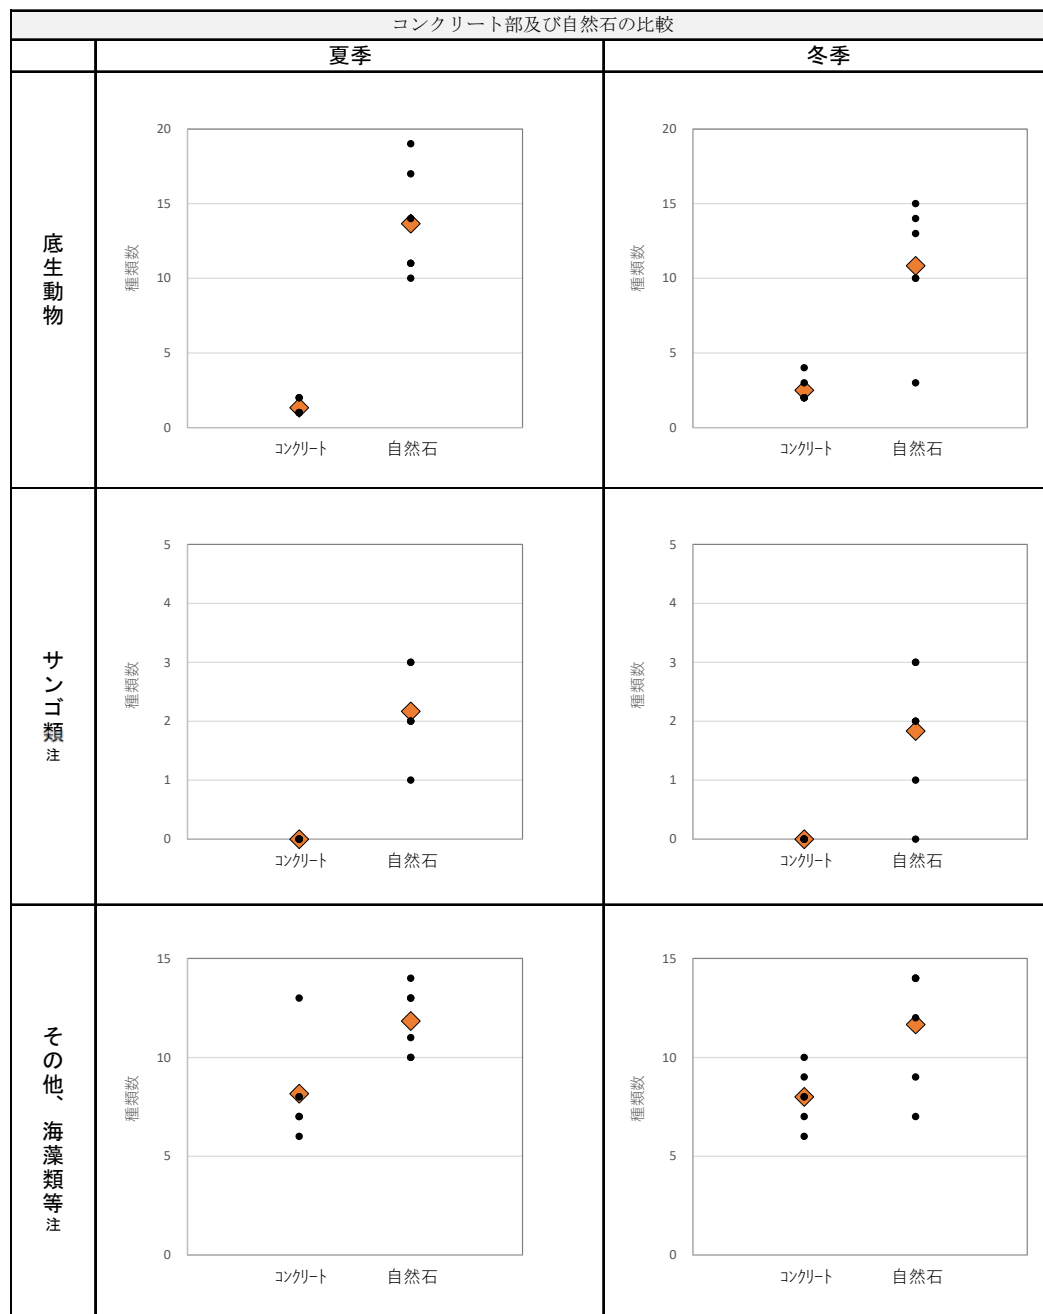 コンクリート部及び自然石の比較
夏季
冬季
底生動物
種類数
20
15
10
5
0
コンクリート
自然石
種類数
20
15
10
5
0
コンクリート
自然石
サンゴ類注
種類数
5
4
3
2
1
0
コンクリート
自然石
種類数
5
4
3
2
1
0
コンクリート
自然石
その他、海藻類等注
種類数
15
10
5
0
コンクリート
自然石
種類数
15
10
5
0
コンクリート
自然石